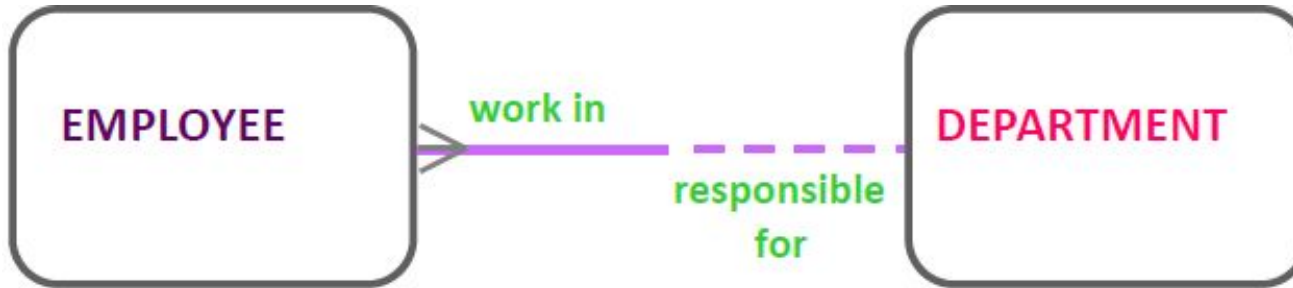 EMPLOYEE
work in
DEPARTMENT
responsible
for